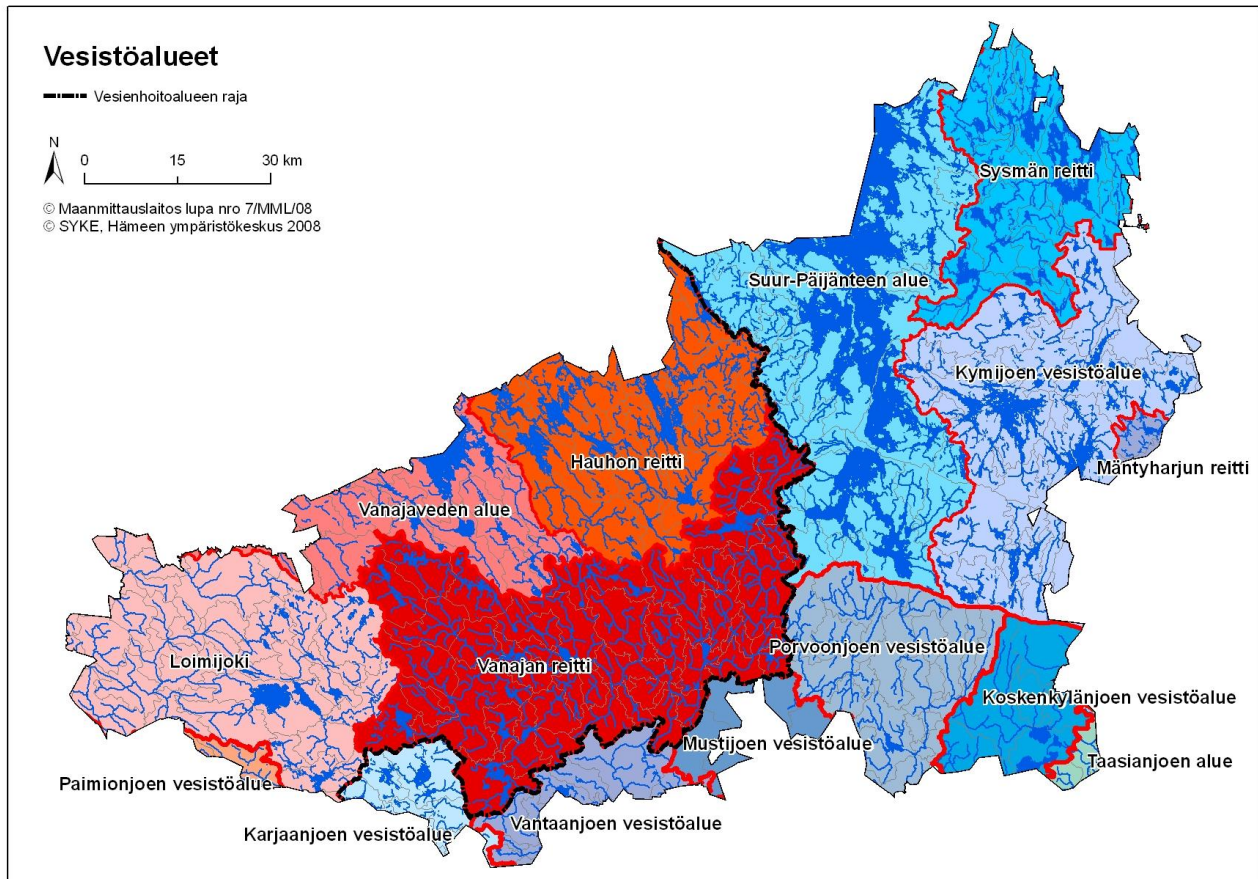 Vesistöalueet
Vesienhoitoalueen raja
N
0 15 30 km
© Maanmittauslaitos lupa nro 7/MML/08
© SYKE, Hämeen ympäristökeskus 2008
Sysmän reitti
Suur-Päijänteen alue
Kymijoen vesistöalue
Hauhon reitti
Mäntyharjun reitti
Vanajaveden alue
Loimijoki
Vanajan reitti
Porvoonjoen vesistöalue
Koskenkylänjoen vesistöalue
Mustijoen vesistöalue
Taasianjoen alue
Paimionjoen vesistöalue
Vantaanjoen vesistöalue
Karjaanjoen vesistöalue